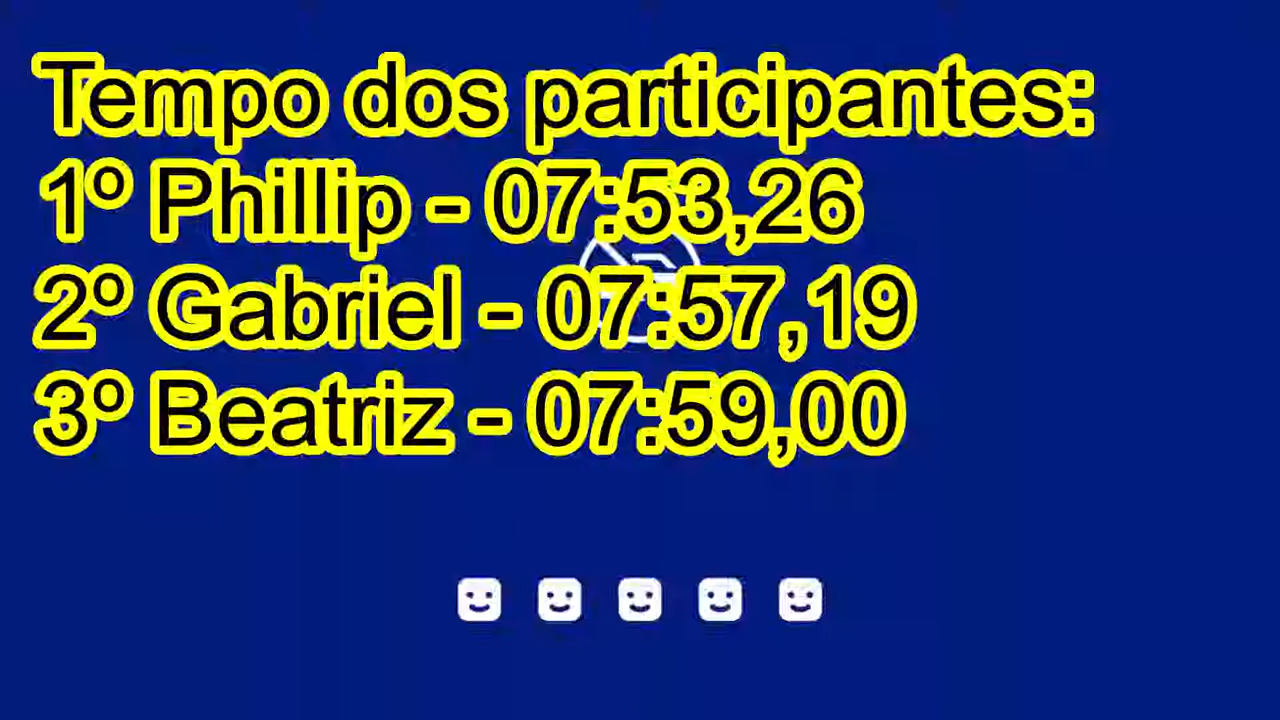 Tempo dos participantes:
1º Phillip - 07:53,26
2º Gabriel - 07:57,19
3º Beatriz - 07:59,00